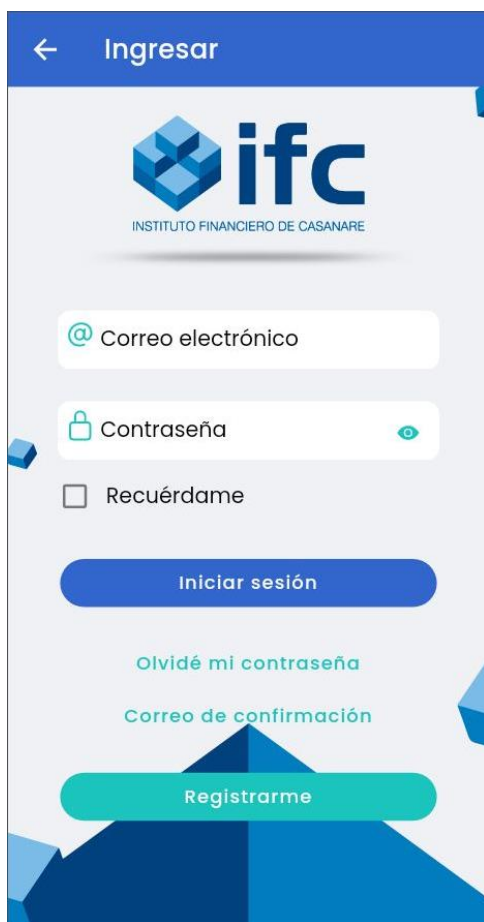 Ingresar
ifc
INSTITUTO FINANCIERO DE CASANARE
@ Correo electrónico
Contraseña
Recuérdame
Iniciar sesión
Olvidé mi contraseña
Correo de confirmación
Registrarme